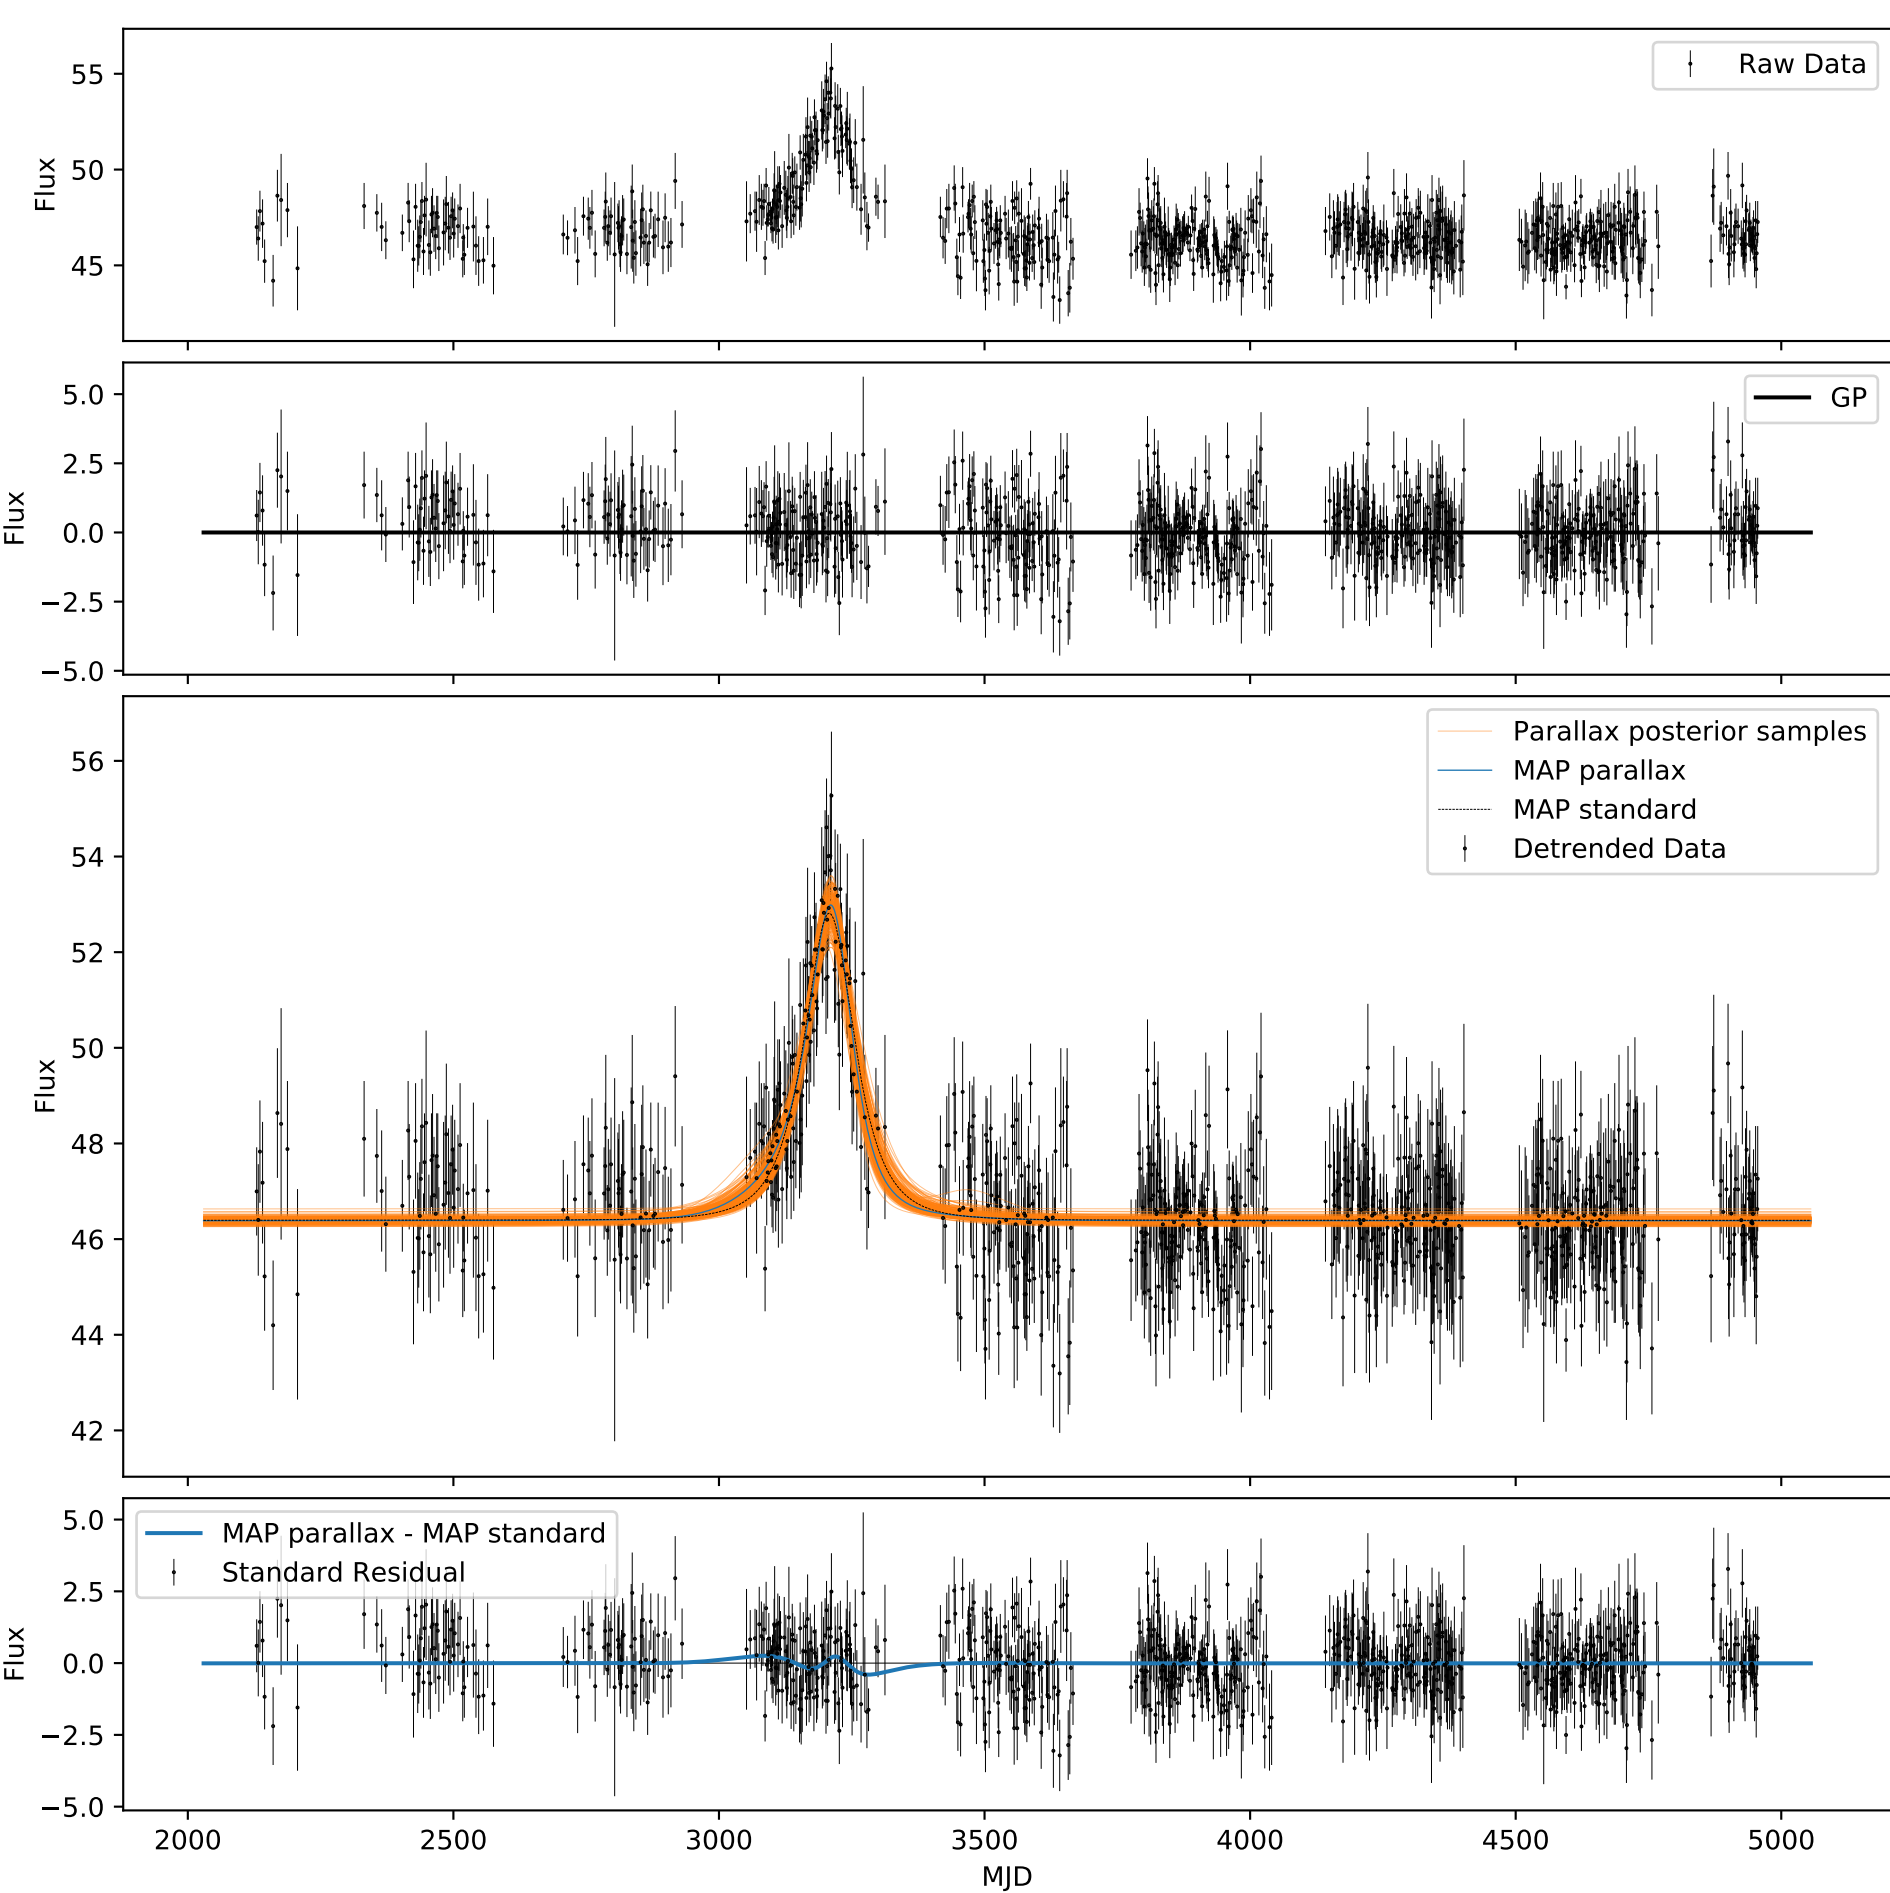 Flux
55
50
45
Raw Data
Flux
5.0
2.5
0.0
−2.5
−5.0
GP
Flux
56
54
52
50
48
46
44
42
Parallax posterior samples
MAP parallax
MAP standard
Detrended Data
Flux
5.0
2.5
0.0
−2.5
−5.0
MAP parallax - MAP standard
Standard Residual
2000 2500 3000 3500 4000 4500 5000
MJD